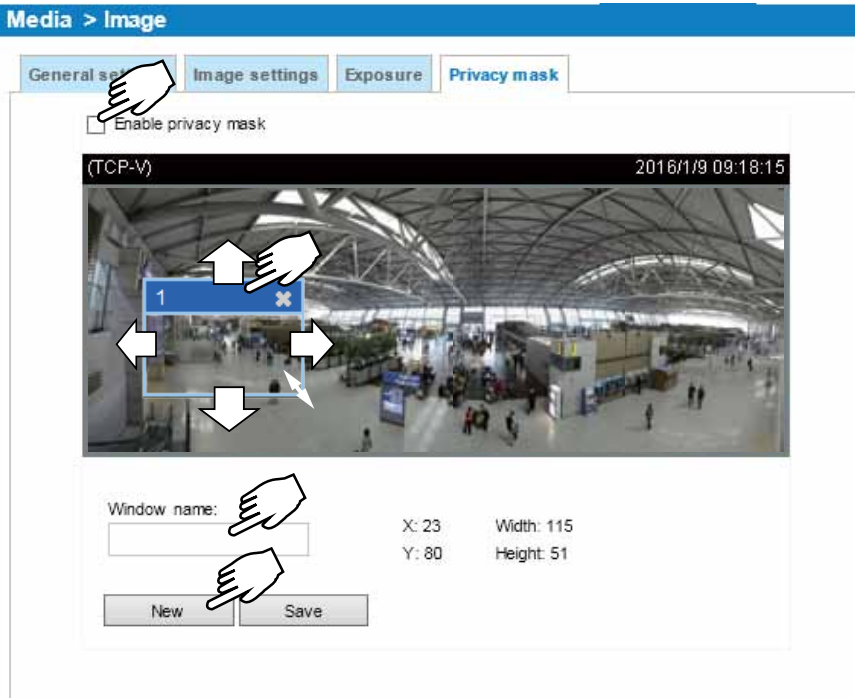 Media > Image
General se
Image settings
Exposure
Privacy mask
Enable privacy mask
(TCP-V)
2016/1/9 09:18:15
1
Window name:
X: 23
Width: 115
Y: 80
Height: 51
New
Save